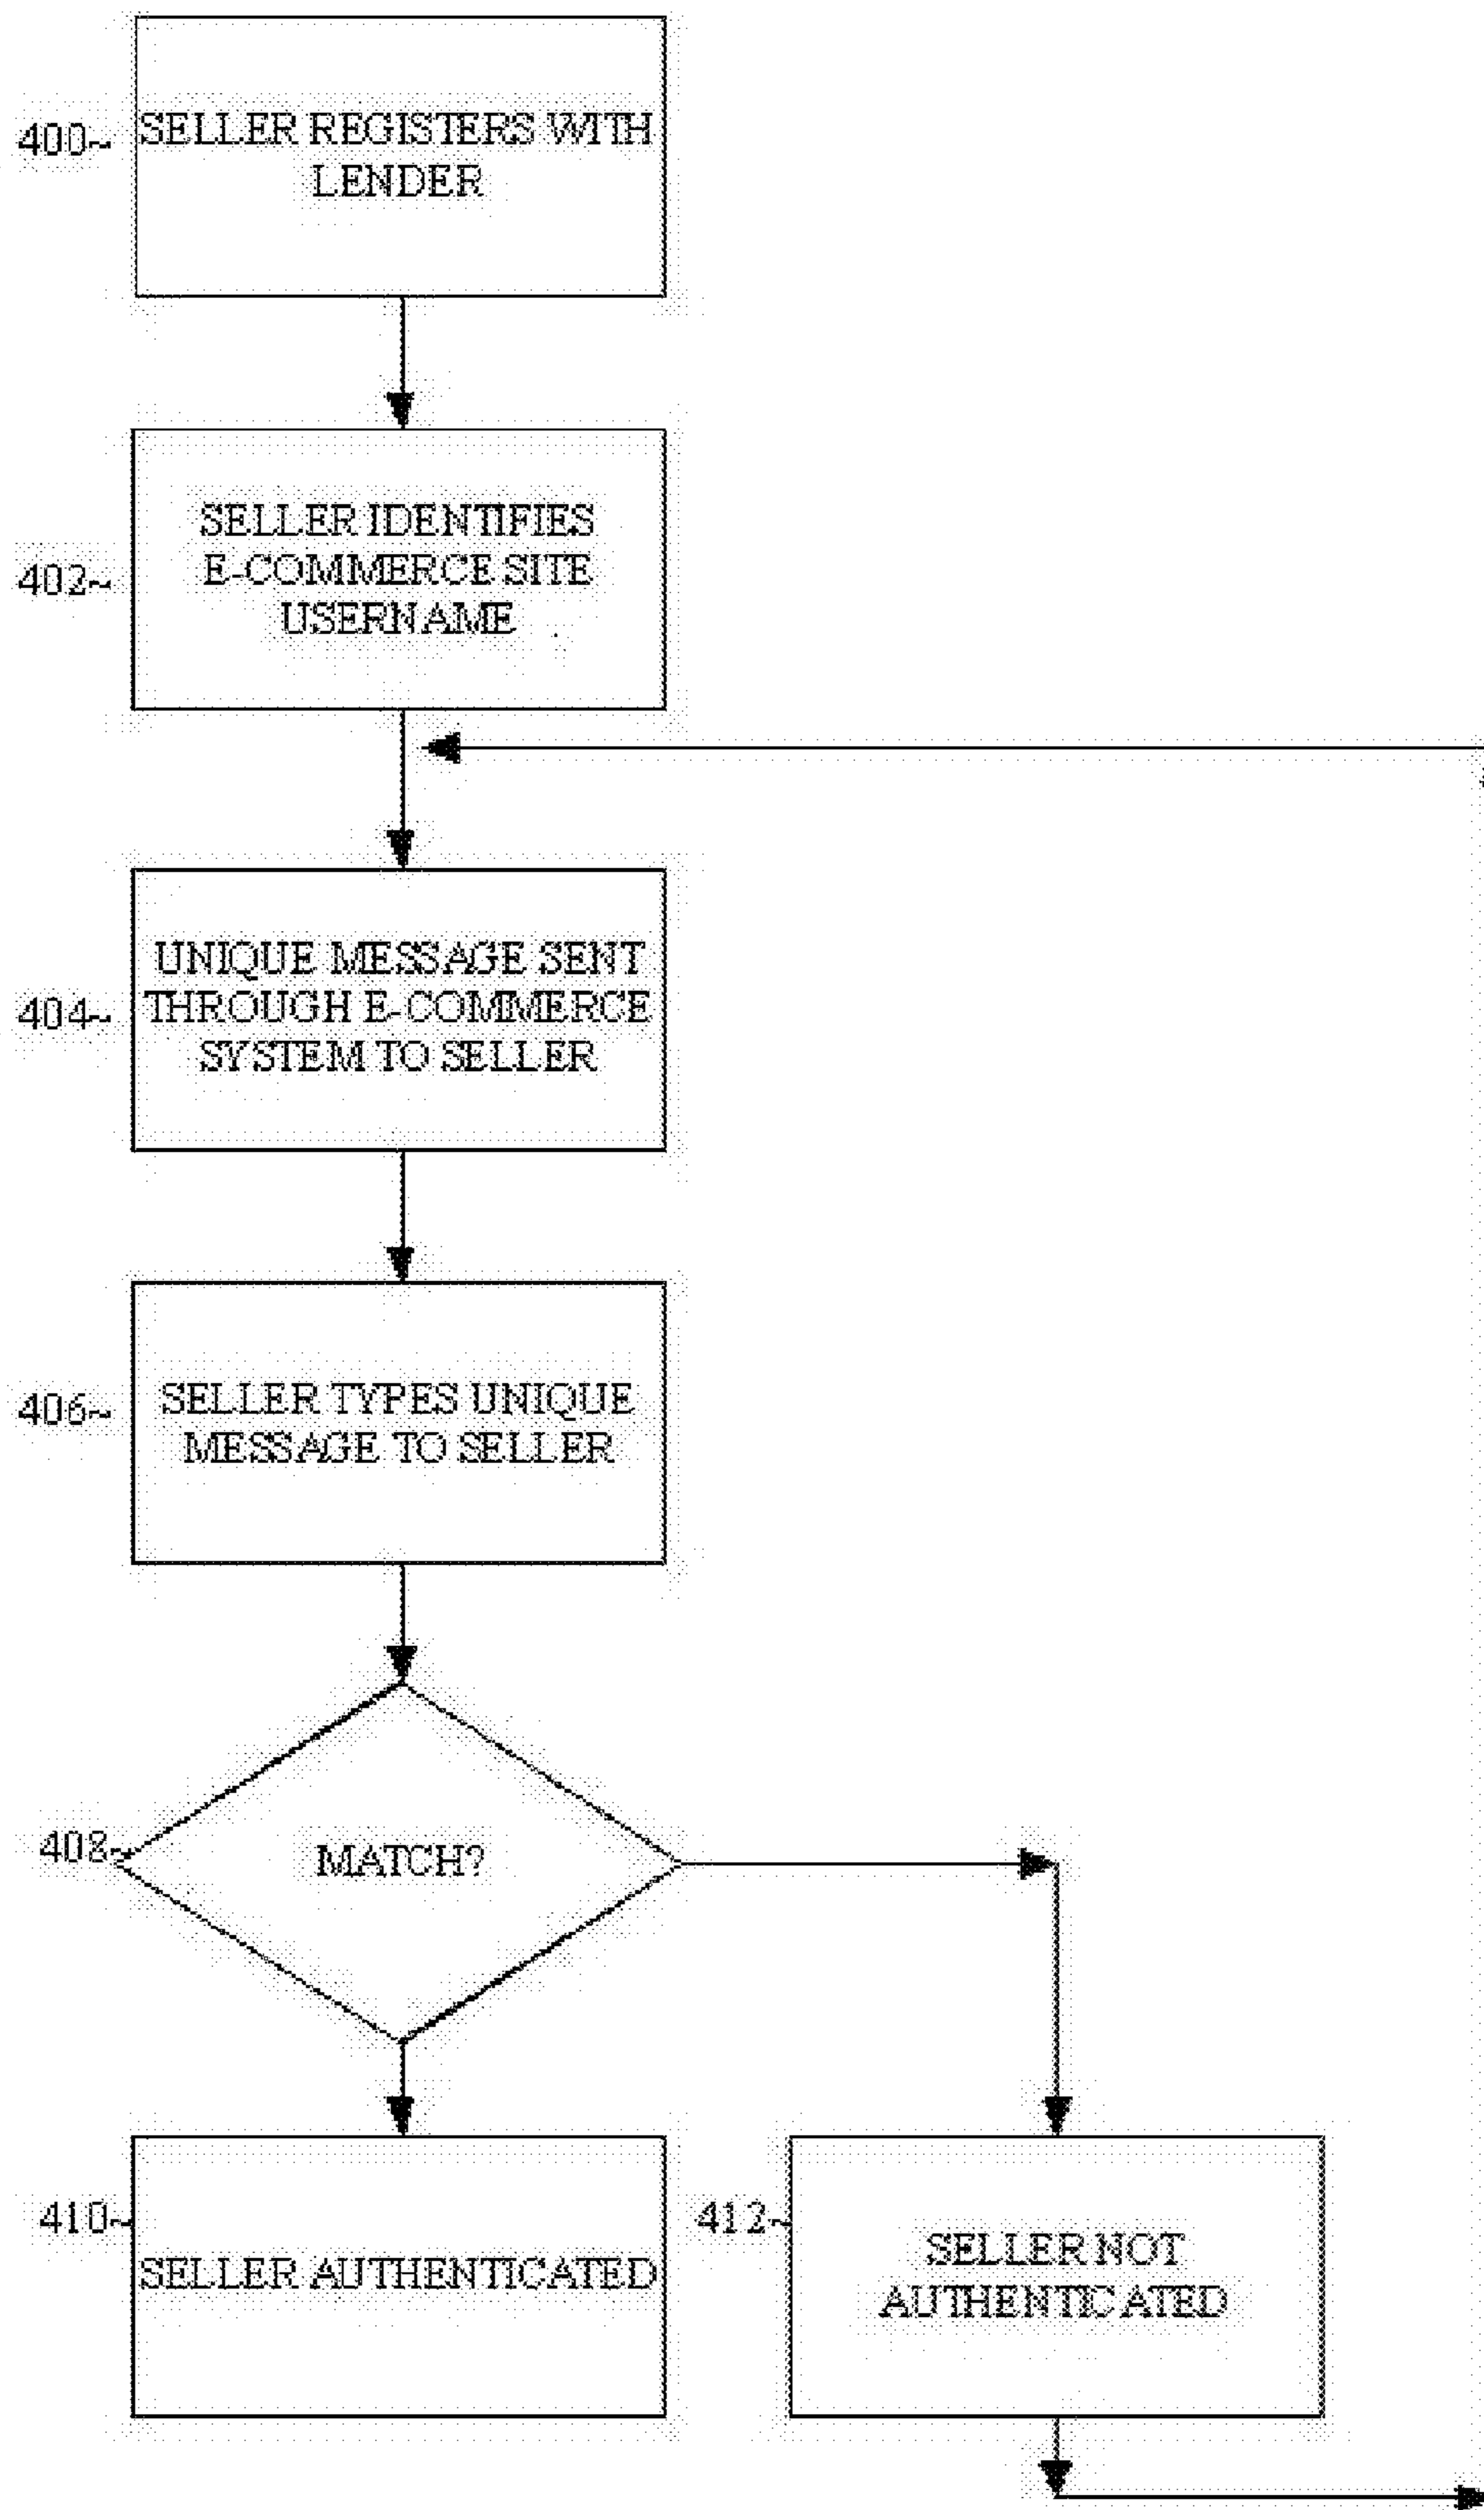 400~
SELLER REGISTERS WITH
LENDER
402~
SELLER IDENTIFIES
E-COMMERCE SITE
USERNAME
404~
UNIQUE MESSAGE SENT
THROUGH E-COMMERCE
SYSTEM TO SELLER
406~
SELLER TYPES UNIQUE
MESSAGE TO SELLER
408~
MATCH?
410~
SELLER AUTHENTICATED
412~
SELLER NOT
AUTHENTICATED